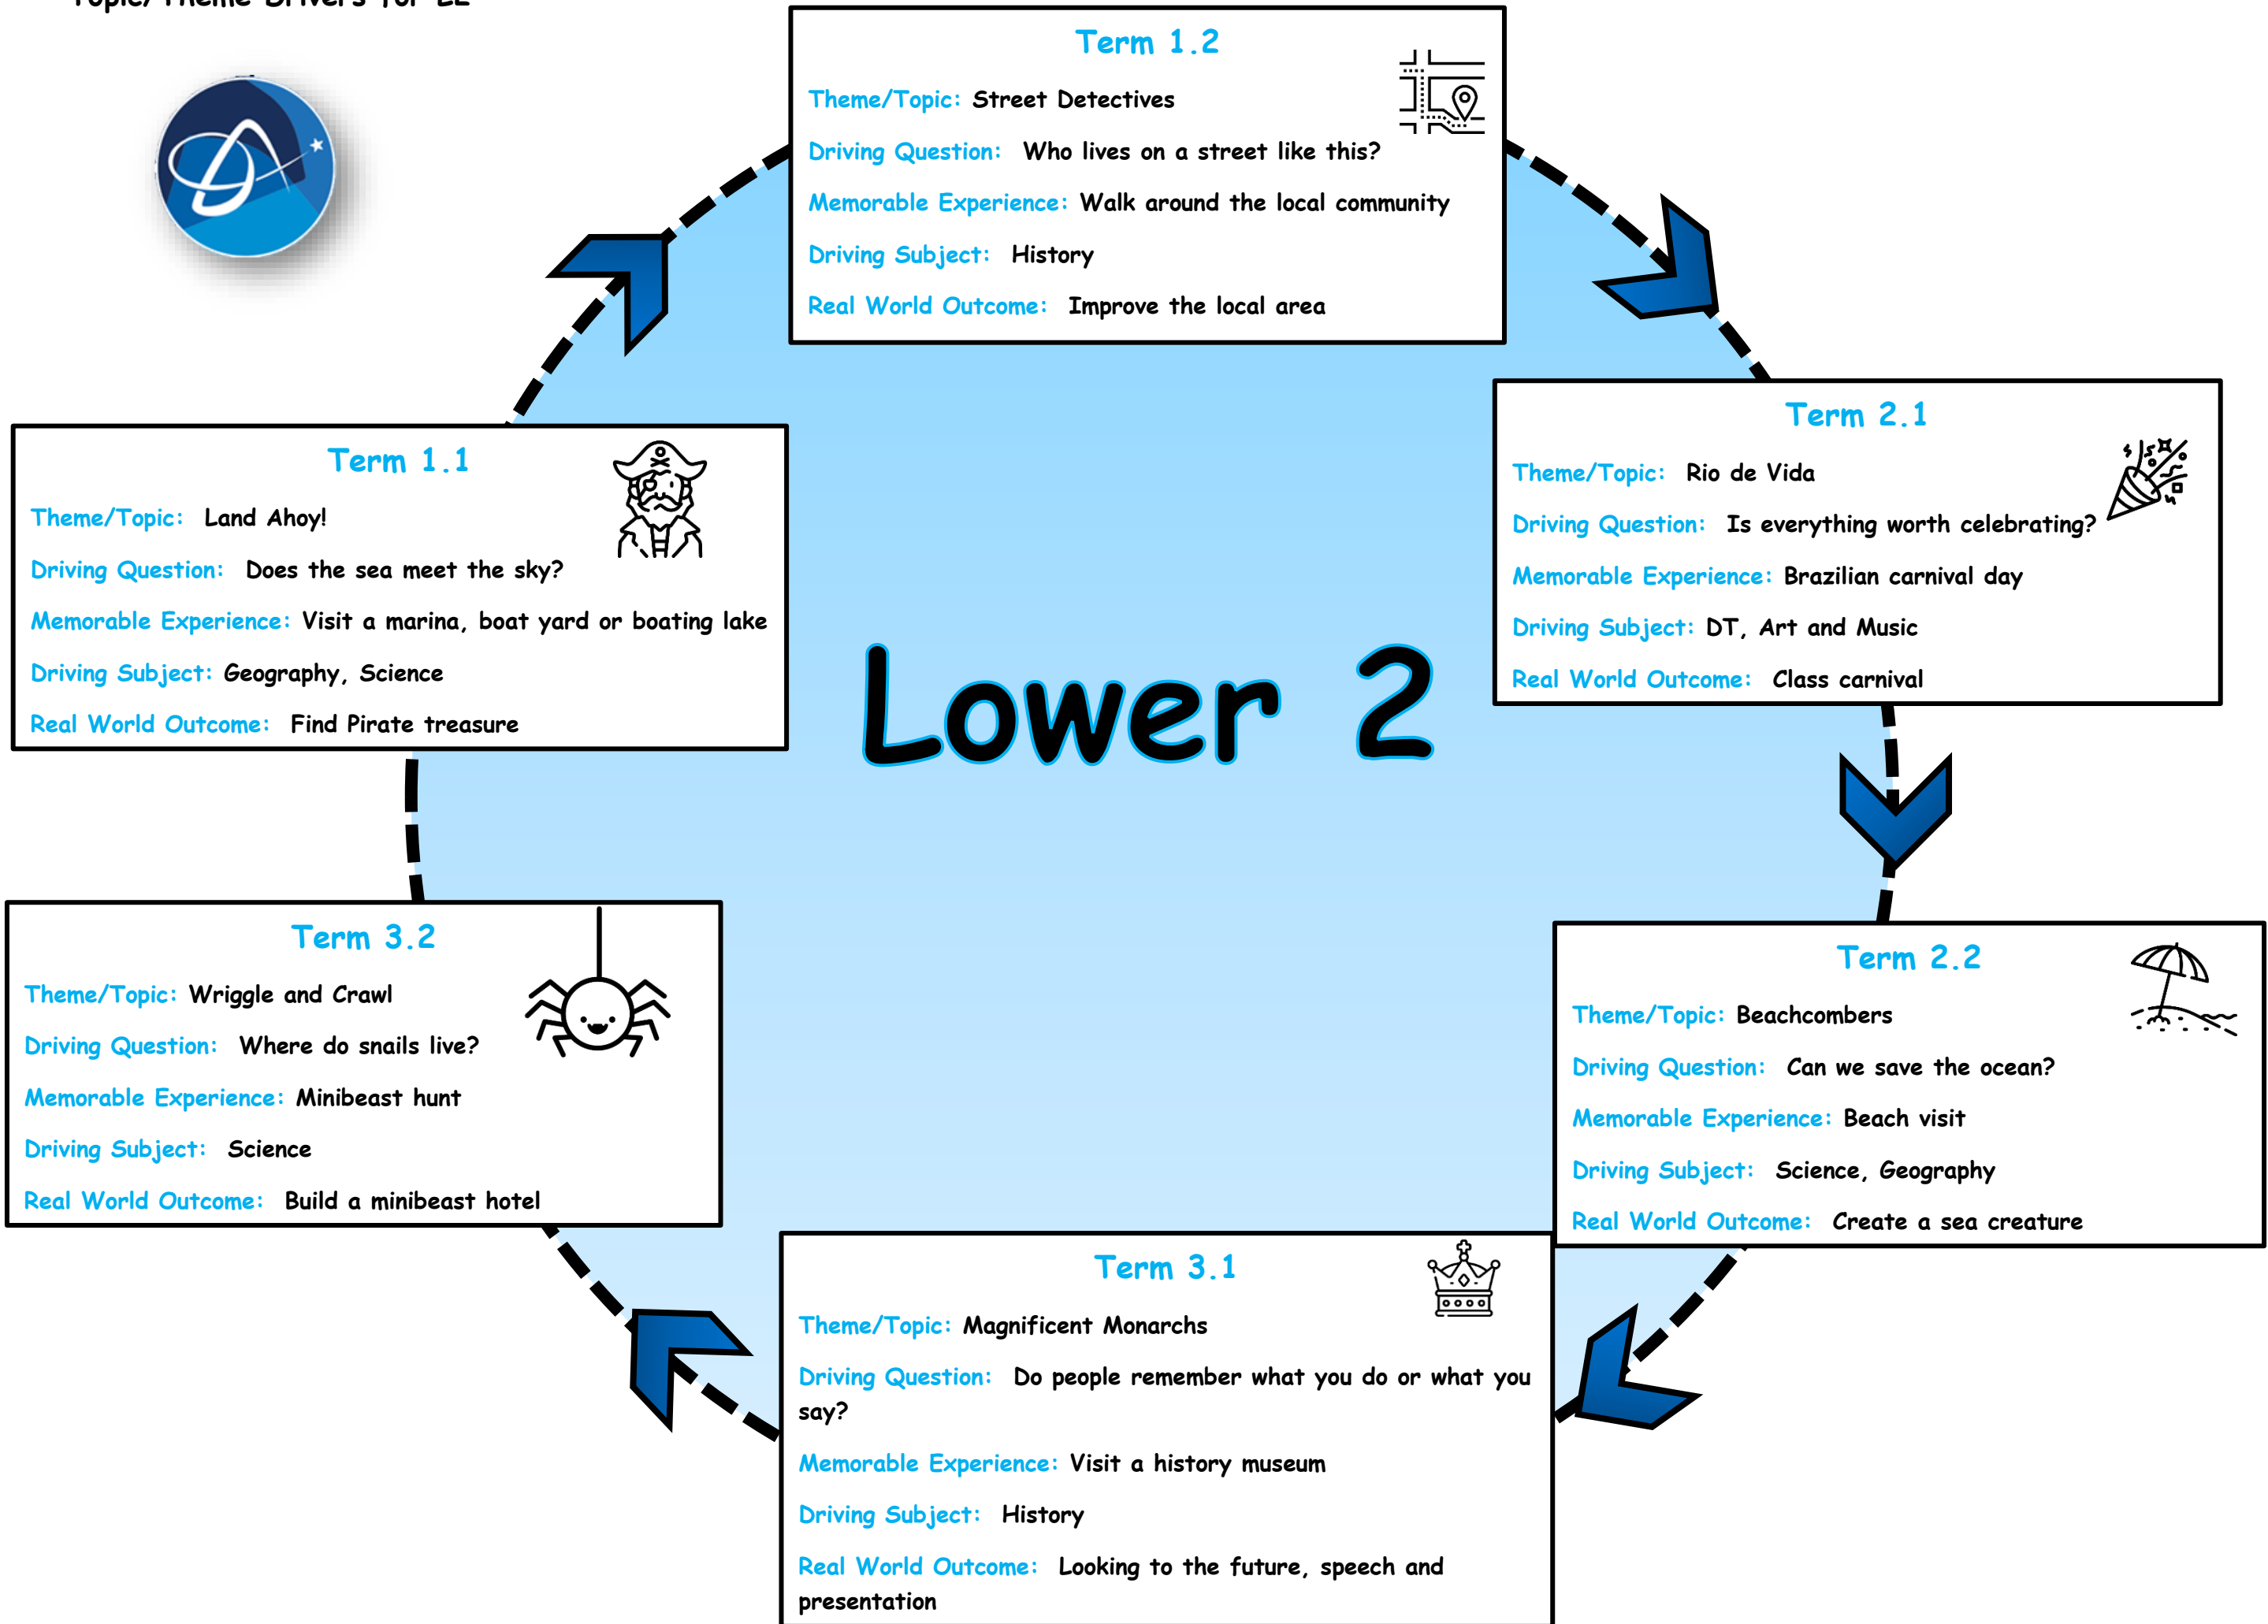 Topic/Theme Drivers for L2
Term 1.2
Theme/Topic: Street Detectives
Driving Question: Who lives on a street like this?
Memorable Experience: Walk around the local community
Driving Subject: History
Real World Outcome: Improve the local area
Term 2.1
Theme/Topic: Rio de Vida
Driving Question: Is everything worth celebrating?
Memorable Experience: Brazilian carnival day
Driving Subject: DT, Art and Music
Real World Outcome: Class carnival
Term 1.1
Theme/Topic: Land Ahoy!
Driving Question: Does the sea meet the sky?
Memorable Experience: Visit a marina, boat yard or boating lake
Driving Subject: Geography, Science
Real World Outcome: Find Pirate treasure
Lower 2
Term 3.2
Theme/Topic: Wriggle and Crawl
Driving Question: Where do snails live?
Memorable Experience: Minibeast hunt
Driving Subject: Science
Real World Outcome: Build a minibeast hotel
Term 2.2
Theme/Topic: Beachcombers
Driving Question: Can we save the ocean?
Memorable Experience: Beach visit
Driving Subject: Science, Geography
Real World Outcome: Create a sea creature
Term 3.1
Theme/Topic: Magnificent Monarchs
Driving Question: Do people remember what you do or what you
say?
Memorable Experience: Visit a history museum
Driving Subject: History
Real World Outcome: Looking to the future, speech and
presentation